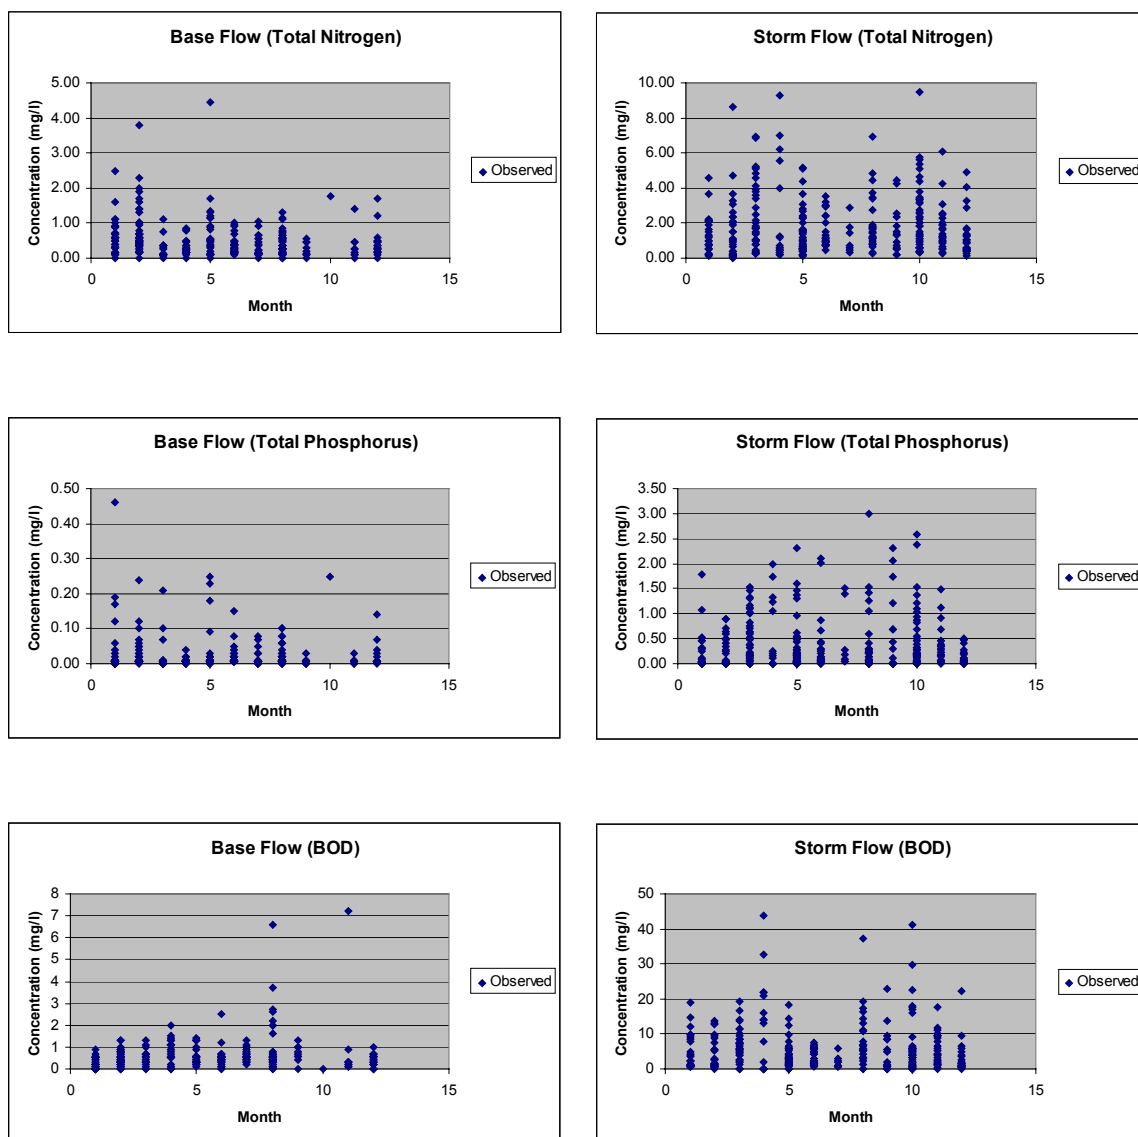 Base Flow (Total Nitrogen)
5.00
4.00
3.00
2.00
1.00
0.00
0 5 10 15
Month
Concentration (mg/l)
Observed
Storm Flow (Total Nitrogen)
10.00
8.00
6.00
4.00
2.00
0.00
0 5 10 15
Month
Concentration (mg/l)
Observed
Base Flow (Total Phosphorus)
0.50
0.40
0.30
0.20
0.10
0.00
0 5 10 15
Month
Concentration (mg/l)
Observed
Storm Flow (Total Phosphorus)
3.50
3.00
2.50
2.00
1.50
1.00
0.50
0.00
0 5 10 15
Month
Concentration (mg/l)
Observed
Base Flow (BOD)
8
7
6
5
4
3
2
1
0
0 5 10 15
Month
Concentration (mg/l)
Observed
Storm Flow (BOD)
50
40
30
20
10
0
0 5 10 15
Month
Concentration (mg/l)
Observed